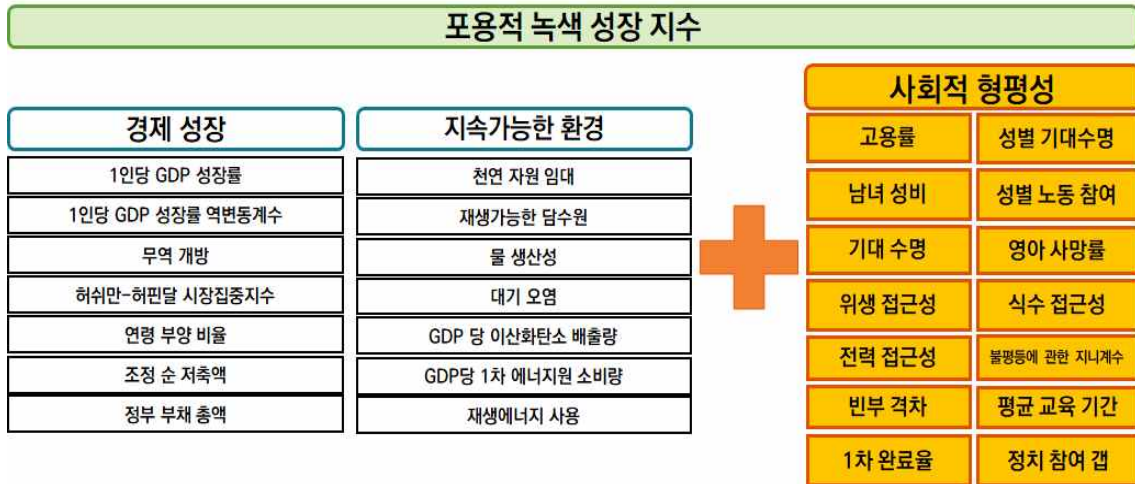 포용적 녹색 성장 지수
경제 성장
1인당 GDP 성장률
1인당 GDP 성장률 역변동계수
무역 개방
허쉬만-허핀달 시장집중지수
연령 부양 비율
조정 순 저축액
정부 부채 총액
지속가능한 환경
천연 자원 임대
재생가능한 담수원
물 생산성
대기 오염
GDP 당 이산화탄소 배출량
GDP당 1차 에너지원 소비량
재생에너지 사용
사회적 형평성
고용률 성별 기대수명
남녀 성비 성별 노동 참여
기대 수명 영아 사망률
위생 접근성 식수 접근성
전력 접근성 불평등에 관한 지니계수
빈부 격차 평균 교육 기간
1차 완료율 정치 참여 갭